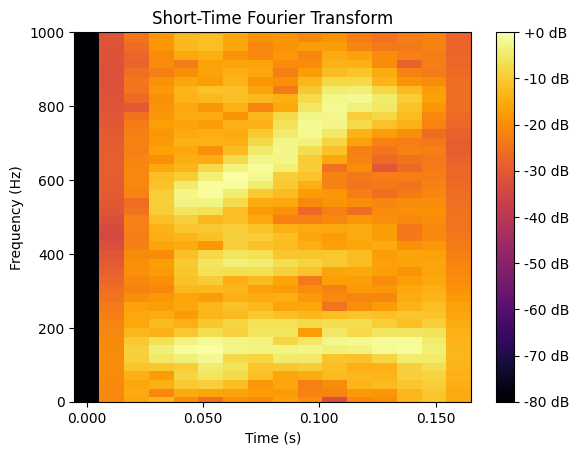 Short-Time Fourier Transform
Frequency (Hz)
1000
800
600
400
200
0
0.000
0.050
0.100
0.150
Time (s)
+0 dB
-10 dB
-20 dB
-30 dB
-40 dB
-50 dB
-60 dB
-70 dB
-80 dB